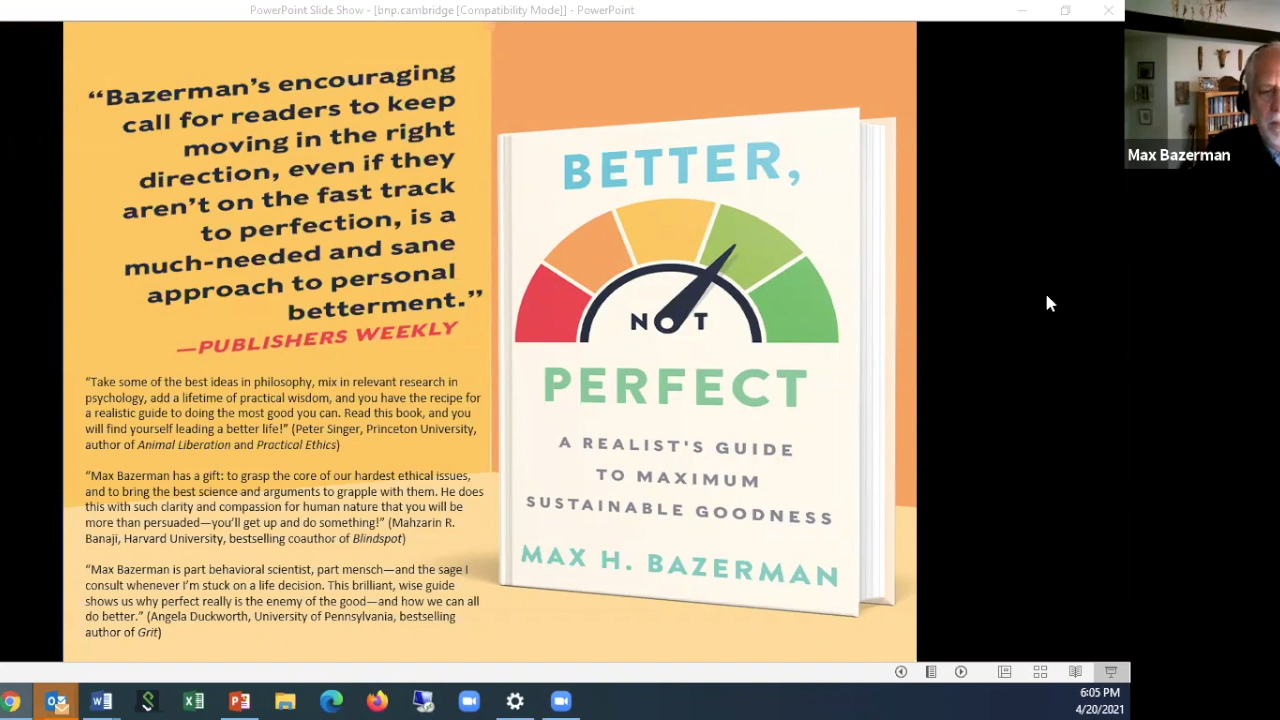 PowerPoint Slide Show - [bnp.cambridge [Compatibility Mode]] - PowerPoint
“Bazerman’s encouraging
call for readers to keep
moving in the right
direction, even if they
aren’t on the fast track
to perfection, is a
much-needed and sane
approach to personal
betterment.”
—PUBLISHERS WEEKLY
“Take some of the best ideas in philosophy, mix in relevant research in
psychology, add a lifetime of practical wisdom, and you have the recipe for
a realistic guide to doing the most good you can. Read this book, and you
will find yourself leading a better life!” (Peter Singer, Princeton University,
author of Animal Liberation and Practical Ethics)
“Max Bazerman has a gift: to grasp the core of our hardest ethical issues,
and to bring the best science and arguments to grapple with them. He does
this with such clarity and compassion for human nature that you will be
more than persuaded—you’ll get up and do something!” (Mahzarin R.
Banaji, Harvard University, bestselling coauthor of Blindspot)
“Max Bazerman is part behavioral scientist, part mensch—and the sage I
consult whenever I’m stuck on a life decision. This brilliant, wise guide
shows us why perfect really is the enemy of the good—and how we can all
do better.” (Angela Duckworth, University of Pennsylvania, bestselling
author of Grit)
BETTER,
NOT
PERFECT
A REALIST'S GUIDE
TO MAXIMUM
SUSTAINABLE GOODNESS
MAX H. BAZERMAN
Max Bazerman
6:05 PM
4/20/2021